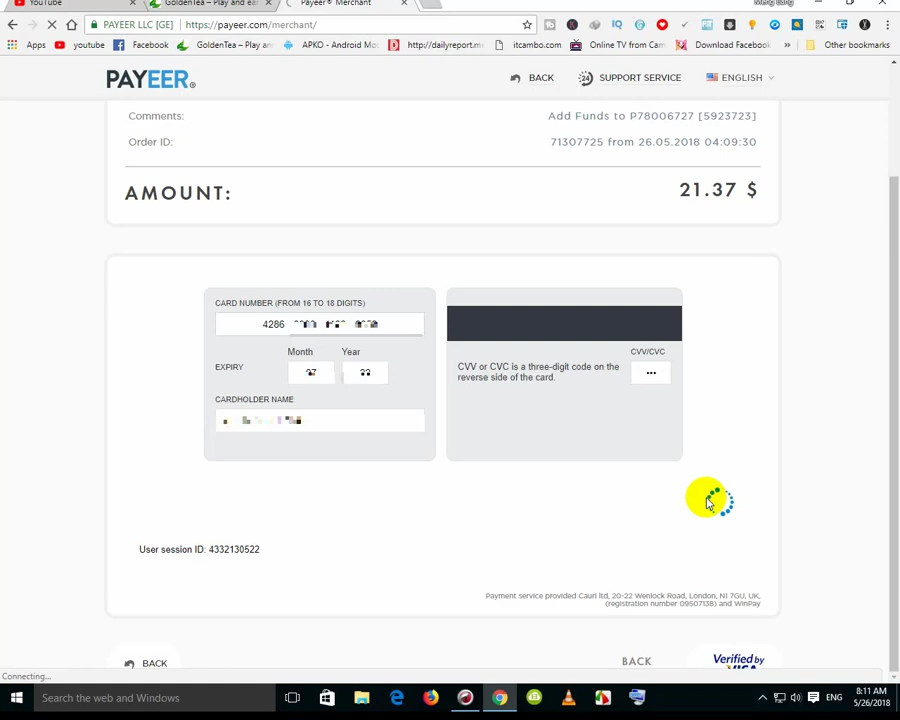 YouTube
GoldenTea – Play and ear
Payeer® Merchant
Meng Bang
PAYEER LLC [GE]
https://payeer.com/merchant/
Apps
youtube
Facebook
GoldenTea – Play an
APKO - Android Mo
http://dailyreport.m
itcambo.com
Online TV from Cam
Download Facebook
»
Other bookmarks
PAYEER®
BACK
24
SUPPORT SERVICE
ENGLISH
Comments:
Add Funds to P78006727 [5923723]
Order ID:
71307725 from 26.05.2018 04:09:30
AMOUNT:
21.37 $
CARD NUMBER (FROM 16 TO 18 DIGITS)
4286
Month
Year
EXPIRY
CARDHOLDER NAME
CVV/CVC
CVV or CVC is a three-digit code on the
reverse side of the card.
•••
User session ID: 4332130522
Payment service provided Cauri ltd, 20-22 Wenlock Road, London, N1 7GU, UK,
(registration number 09507138) and WinPay
BACK
BACK
Verified by
VISA
Connecting...
Search the web and Windows
ENG
8:11 AM
5/26/2018